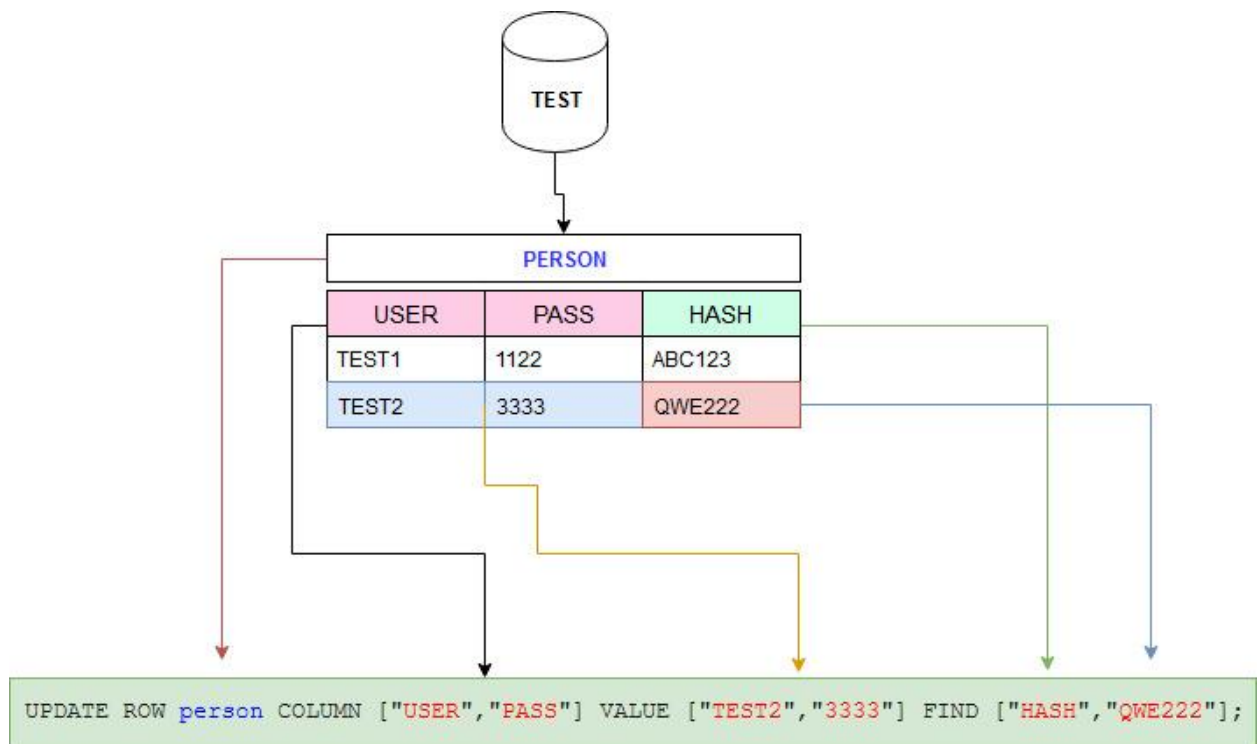 TEST
PERSON
USER PASS HASH
TEST1 1122 ABC123
TEST2 3333 QWE222
UPDATE ROW person COLUMN ["USER","PASS"] VALUE ["TEST2","3333"] FIND ["HASH","QWE222"];